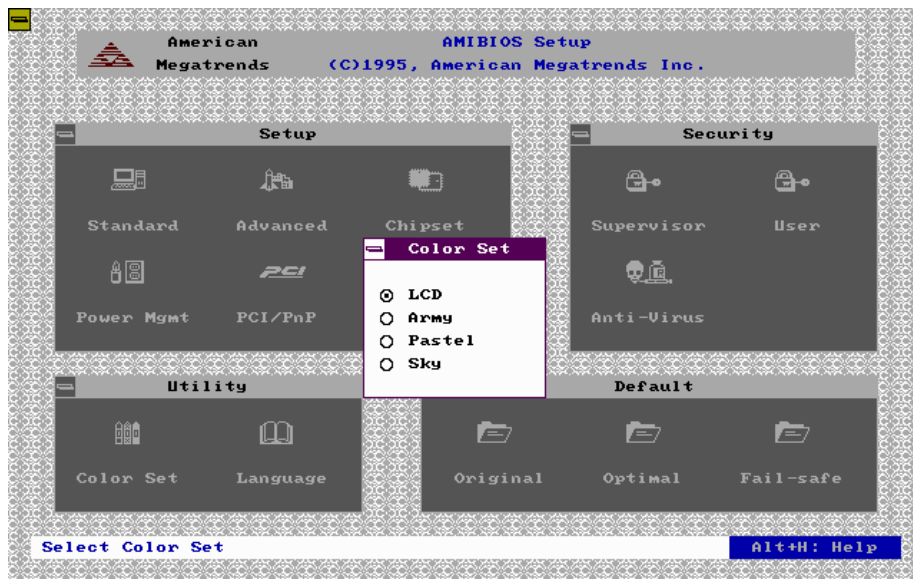 American Megatrends
AMIBIOS Setup
(C)1995, American Megatrends Inc.
Setup
Standard
Advanced
Chipset
Power Mgmt
PCI
PCI/PnP
Security
Supervisor
User
Anti-Virus
Color Set
LCD
Army
Pastel
Sky
Utility
Color Set
Language
Default
Original
Optimal
Fail-safe
Select Color Set
Alt+H: Help